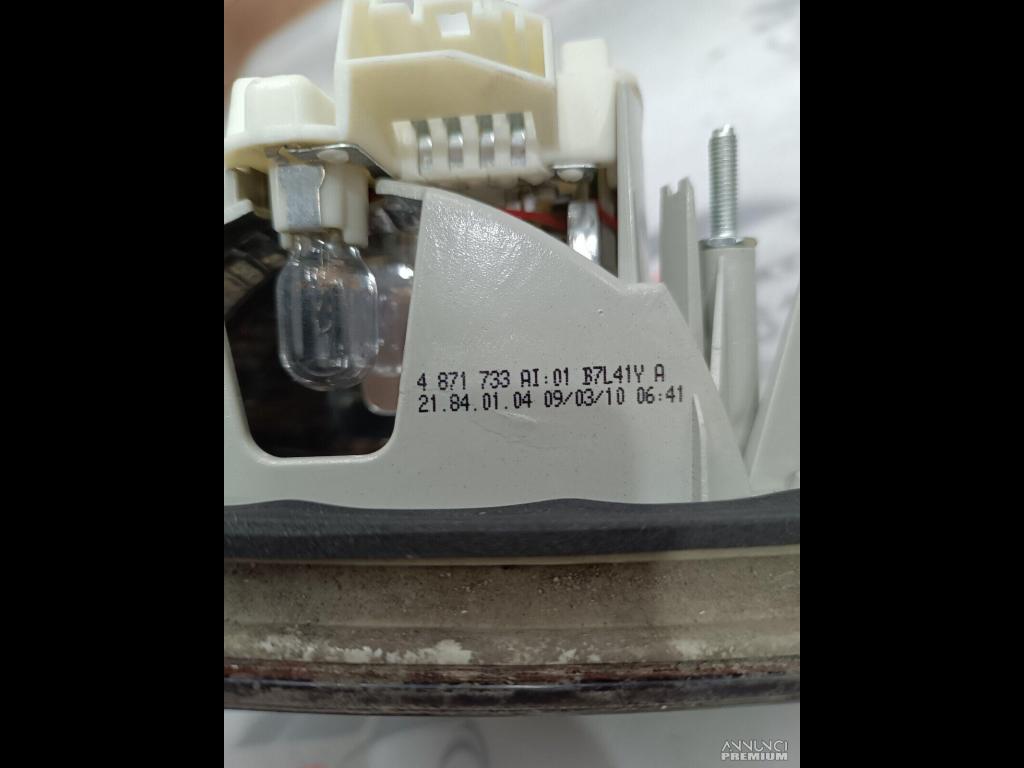 4 871 733 AI:01 B7L41Y A
21.84.01.04 09/03/10 06:41
ANNUNCI
PREMIUM